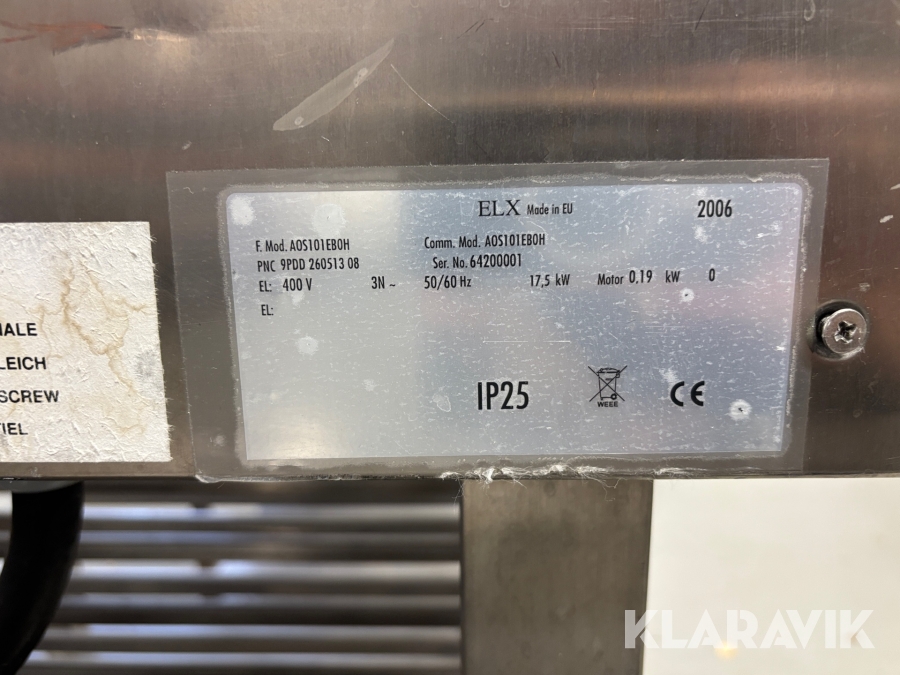 ELX Made in EU 2006
F. Mod. AOS101EB0H Comm. Mod. AOS101EB0H
PNC 9PDD 260513 08 Ser. No. 64200001
EL: 400 V 3N ~ 50/60 Hz 17,5 kW Motor 0,19 kW 0
EL:
IP25 WEEE CE
IALE
LEICH
SCREW
TIEL
KLARAVIK